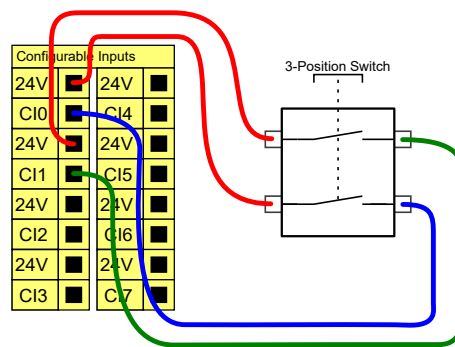 Configurable Inputs
3-Position Switch
24V 24V
CI0 CI4
24V 24V
CI1 CI5
24V 24V
CI2 CI6
24V 24V
CI3 CI7